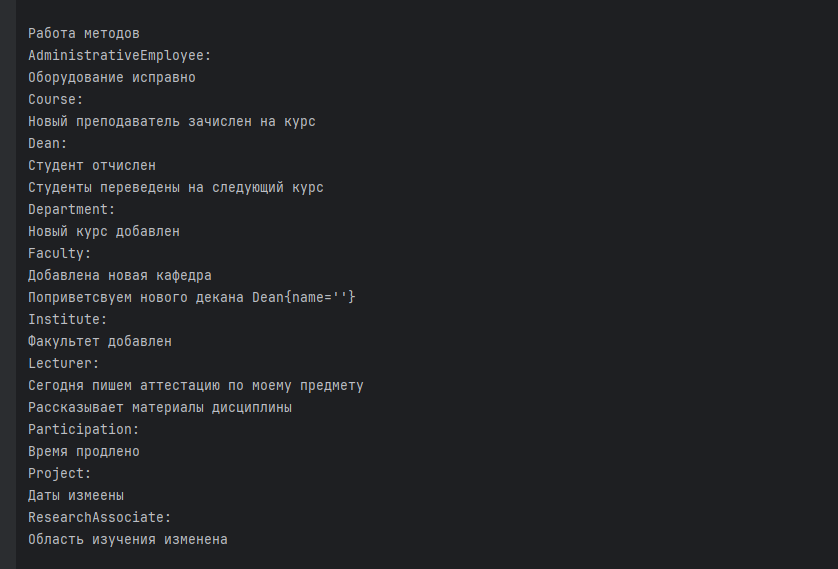 Работа методов
AdministrativeEmployee:
Оборудование исправно
Course:
Новый преподаватель зачислен на курс
Dean:
Студент отчислен
Студенты переведены на следующий курс
Department:
Новый курс добавлен
Faculty:
Добавлена новая кафедра
Поприветсвуем нового декана Dean{name=''}
Institute:
Факультет добавлен
Lecturer:
Сегодня пишем аттестацию по моему предмету
Рассказывает материалы дисциплины
Participation:
Время продлено
Project:
Даты измеены
ResearchAssociate:
Область изучения изменена